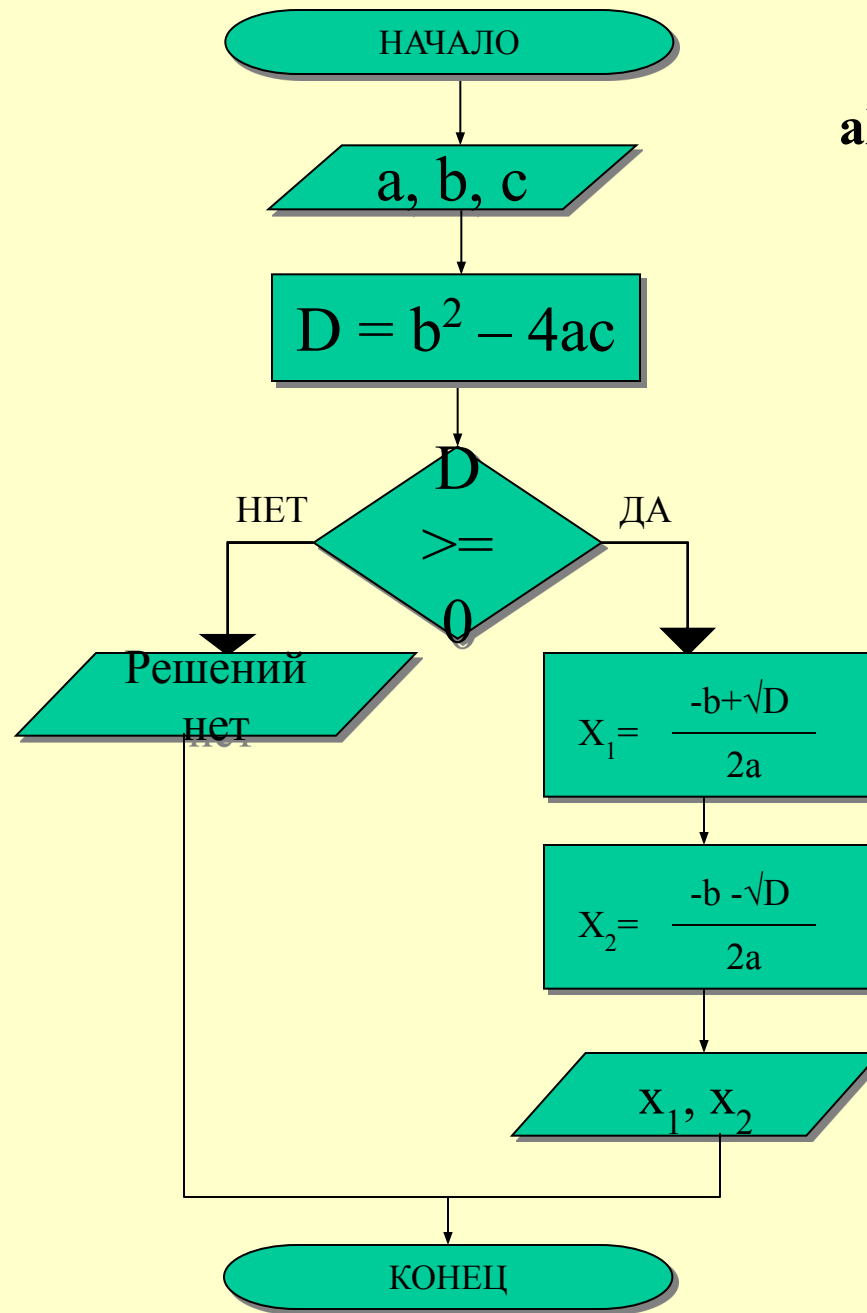 НАЧАЛО
a, b, c
D = b² – 4ac
D
>=
0
НЕТ
ДА
Решений
нет
X₁= -b+√D / 2a
X₂= -b -√D / 2a
x₁, x₂
КОНЕЦ